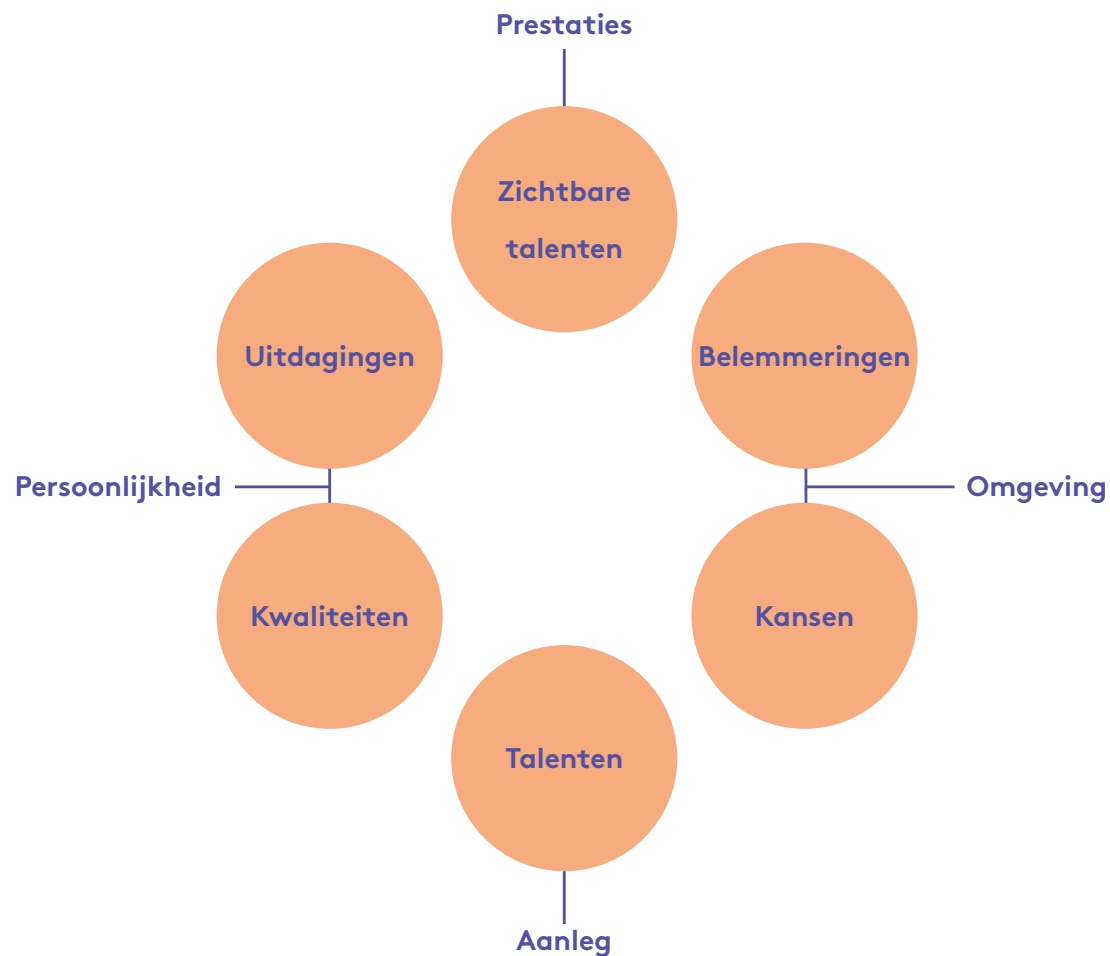 Prestaties
Zichtbare
talenten
Uitdagingen
Belemmeringen
Persoonlijkheid
Omgeving
Kwaliteiten
Kansen
Talenten
Aanleg